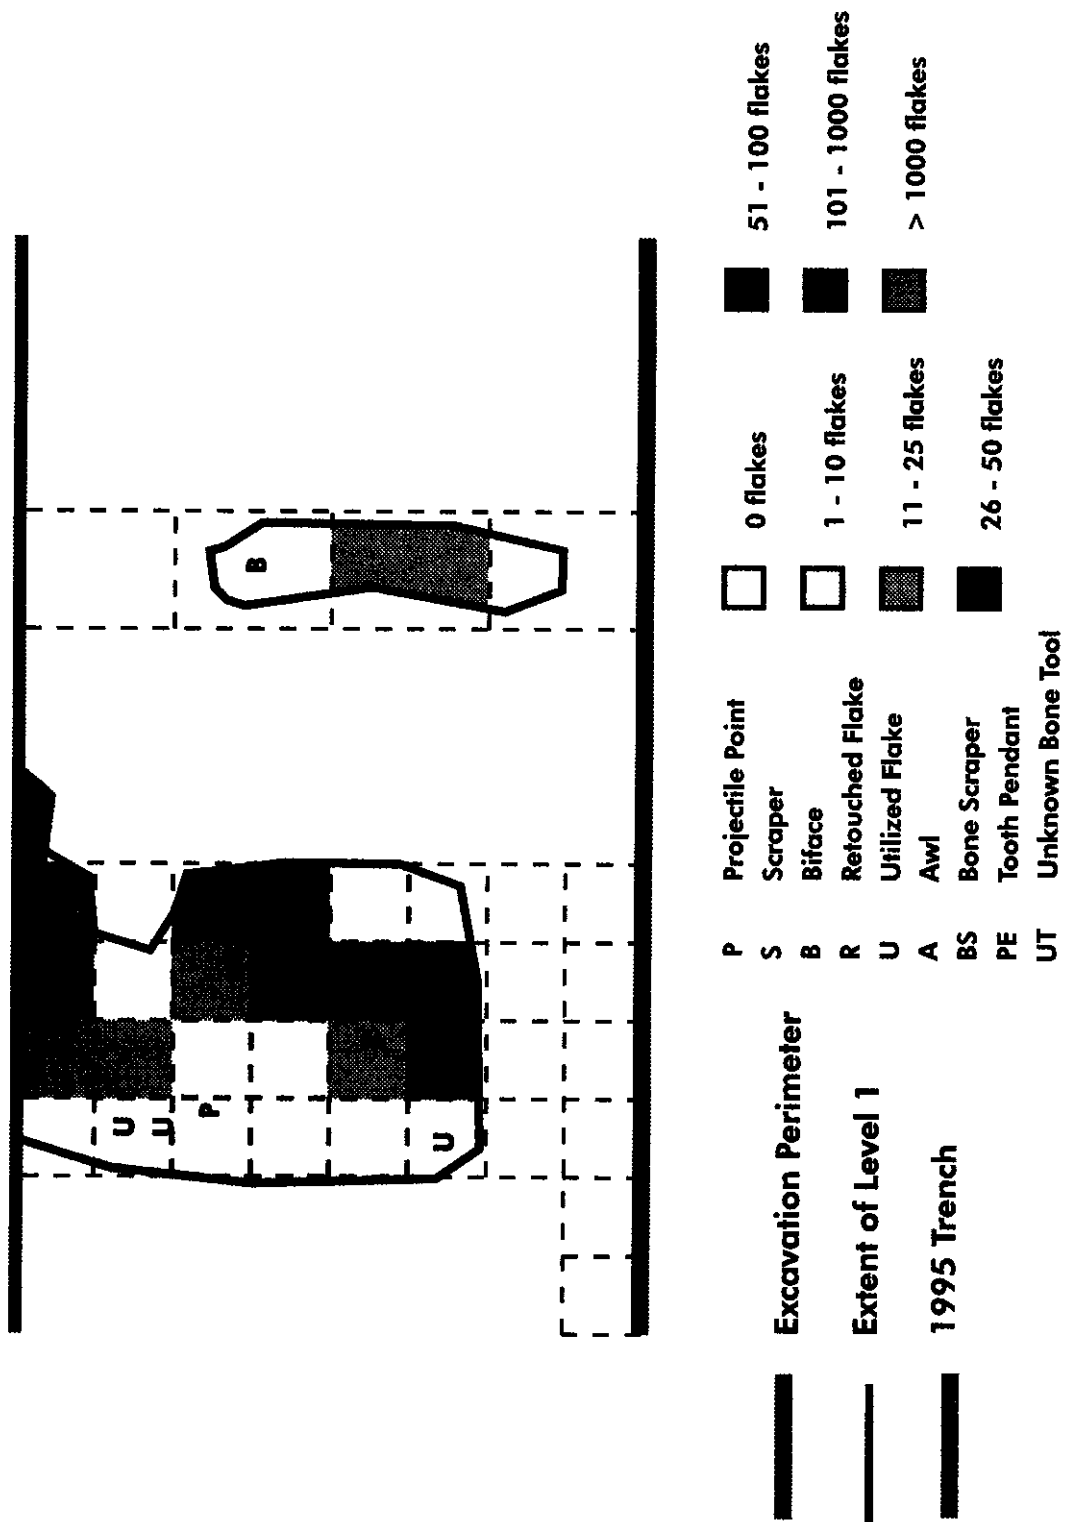 U
U
P
U
B
Excavation Perimeter
Extent of Level 1
1995 Trench
P Projectile Point
S Scraper
B Biface
R Retouched Flake
U Utilized Flake
A Awl
BS Bone Scraper
PE Tooth Pendant
UT Unknown Bone Tool
0 flakes
1 - 10 flakes
11 - 25 flakes
26 - 50 flakes
51 - 100 flakes
101 - 1000 flakes
> 1000 flakes